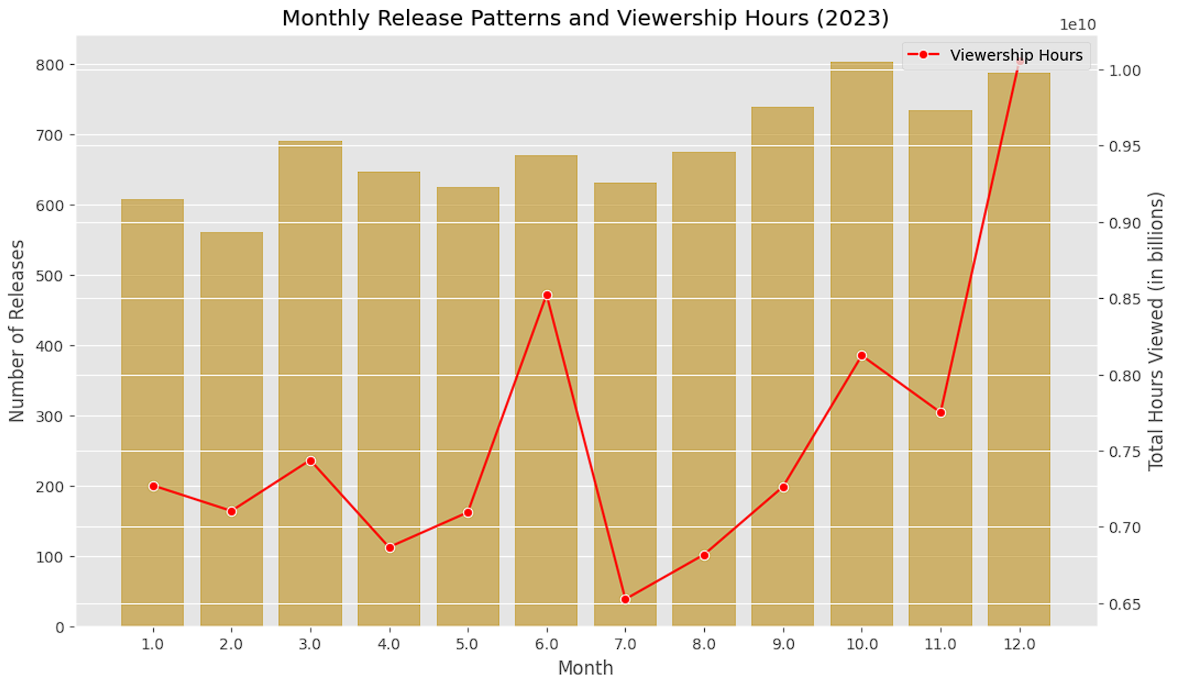 Monthly Release Patterns and Viewership Hours (2023)
1e10
Viewership Hours
Number of Releases
800
700
600
500
400
300
200
100
0
1.00
0.95
0.90
0.85
0.80
0.75
0.70
0.65
Total Hours Viewed (in billions)
1.0 2.0 3.0 4.0 5.0 6.0 7.0 8.0 9.0 10.0 11.0 12.0
Month